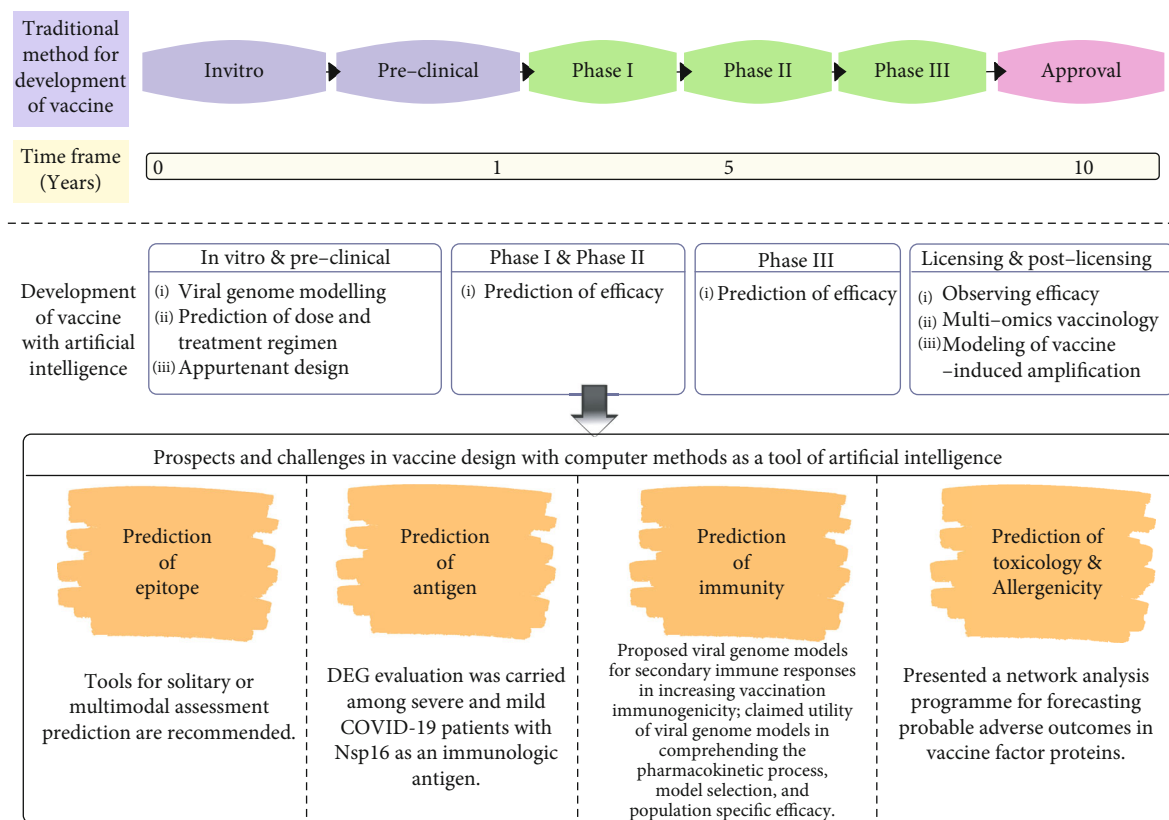 Traditional
method for
development
of vaccine
Invitro
Pre–clinical
Phase I
Phase II
Phase III
Approval
Time frame
(Years)
0
1
5
10
Development
of vaccine
with artificial
intelligence
In vitro & pre–clinical
(i) Viral genome modelling
(ii) Prediction of dose and
treatment regimen
(iii) Appurtenant design
Phase I & Phase II
(i) Prediction of efficacy
Phase III
(i) Prediction of efficacy
Licensing & post–licensing
(i) Observing efficacy
(ii) Multi–omics vaccinology
(iii) Modeling of vaccine
–induced amplification
Prospects and challenges in vaccine design with computer methods as a tool of artificial intelligence
Prediction
of
epitope
Tools for solitary or
multimodal assessment
prediction are recommended.
Prediction
of
antigen
DEG evaluation was carried
among severe and mild
COVID-19 patients with
Nsp16 as an immunologic
antigen.
Prediction
of
immunity
Proposed viral genome models
for secondary immune responses
in increasing vaccination
immunogenicity; claimed utility
of viral genome models in
comprehending the
pharmacokinetic process,
model selection, and
population specific efficacy.
Prediction of
toxicology &
Allergenicity
Presented a network analysis
programme for forecasting
probable adverse outcomes in
vaccine factor proteins.